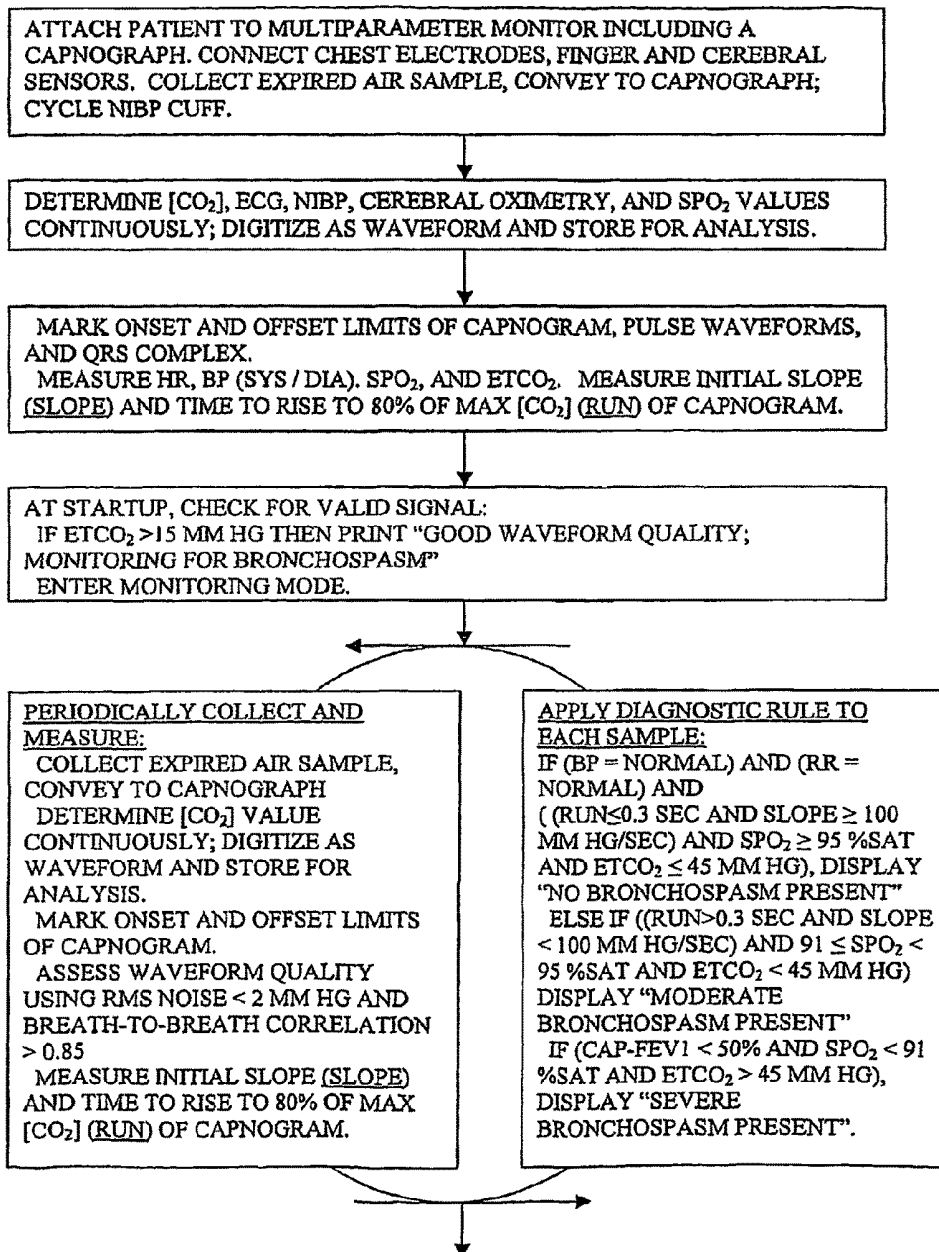 ATTACH PATIENT TO MULTIPARAMETER MONITOR INCLUDING A
CAPNOGRAPH. CONNECT CHEST ELECTRODES, FINGER AND CEREBRAL
SENSORS. COLLECT EXPIRED AIR SAMPLE, CONVEY TO CAPNOGRAPH;
CYCLE NIBP CUFF.
DETERMINE [CO₂], ECG, NIBP, CEREBRAL OXIMETRY, AND SPO₂ VALUES
CONTINUOUSLY; DIGITIZE AS WAVEFORM AND STORE FOR ANALYSIS.
MARK ONSET AND OFFSET LIMITS OF CAPNOGRAM, PULSE WAVEFORMS,
AND QRS COMPLEX.
MEASURE HR, BP (SYS / DIA). SPO₂, AND ETCO₂. MEASURE INITIAL SLOPE
(SLOPE) AND TIME TO RISE TO 80% OF MAX [CO₂] (RUN) OF CAPNOGRAM.
AT STARTUP, CHECK FOR VALID SIGNAL:
IF ETCO₂ >15 MM HG THEN PRINT “GOOD WAVEFORM QUALITY;
MONITORING FOR BRONCHOSPASM”
ENTER MONITORING MODE.
PERIODICALLY COLLECT AND
MEASURE:
COLLECT EXPIRED AIR SAMPLE,
CONVEY TO CAPNOGRAPH
DETERMINE [CO₂] VALUE
CONTINUOUSLY; DIGITIZE AS
WAVEFORM AND STORE FOR
ANALYSIS.
MARK ONSET AND OFFSET LIMITS
OF CAPNOGRAM.
ASSESS WAVEFORM QUALITY
USING RMS NOISE < 2 MM HG AND
BREATH-TO-BREATH CORRELATION
> 0.85
MEASURE INITIAL SLOPE (SLOPE)
AND TIME TO RISE TO 80% OF MAX
[CO₂] (RUN) OF CAPNOGRAM.
APPLY DIAGNOSTIC RULE TO
EACH SAMPLE:
IF (BP = NORMAL) AND (RR =
NORMAL) AND
( (RUN≤0.3 SEC AND SLOPE ≥ 100
MM HG/SEC) AND SPO₂ ≥ 95 %SAT
AND ETCO₂ ≤ 45 MM HG), DISPLAY
“NO BRONCHOSPASM PRESENT”
ELSE IF ((RUN>0.3 SEC AND SLOPE
< 100 MM HG/SEC) AND 91 ≤ SPO₂ <
95 %SAT AND ETCO₂ < 45 MM HG)
DISPLAY “MODERATE
BRONCHOSPASM PRESENT”
IF (CAP-FEV1 < 50% AND SPO₂ < 91
%SAT AND ETCO₂ > 45 MM HG),
DISPLAY “SEVERE
BRONCHOSPASM PRESENT”.